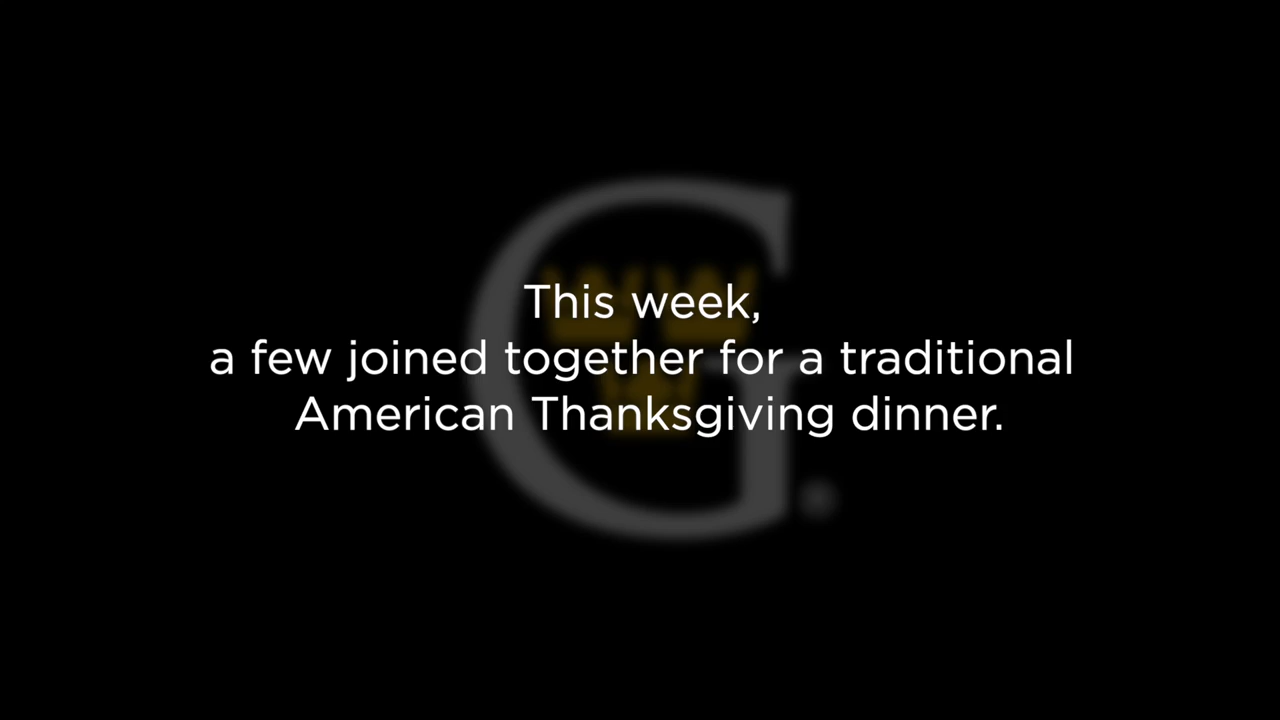 This week,
a few joined together for a traditional
American Thanksgiving dinner.
G
®